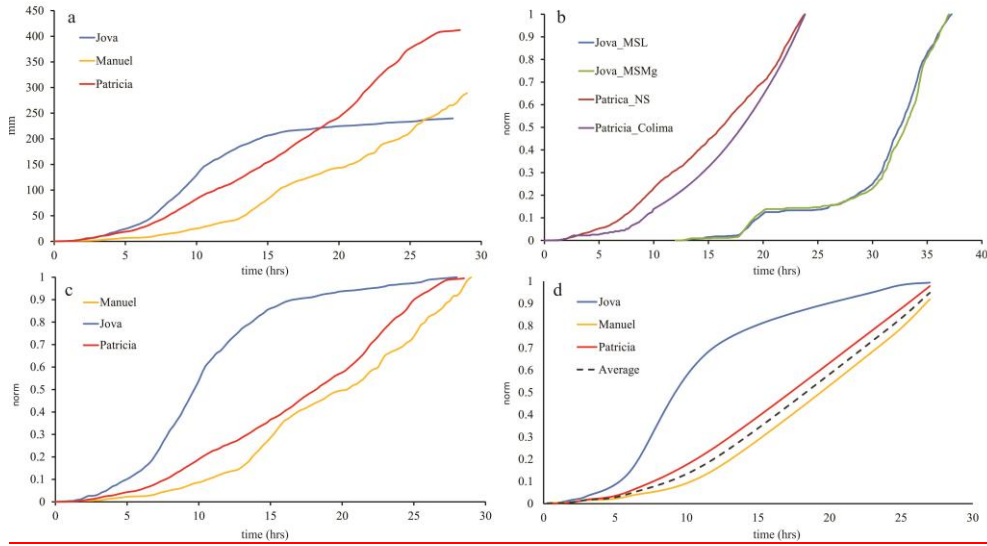 a
Jova
Manuel
Patricia
mm
450
400
350
300
250
200
150
100
50
0
0 5 10 15 20 25 30
time (hrs)
b
Jova_MSL
Jova_MSMg
Patrica_NS
Patricia_Colima
norm
1
0.9
0.8
0.7
0.6
0.5
0.4
0.3
0.2
0.1
0
0 5 10 15 20 25 30 35 40
time (hrs)
c
Manuel
Jova
Patricia
norm
1
0.9
0.8
0.7
0.6
0.5
0.4
0.3
0.2
0.1
0
0 5 10 15 20 25 30
time (hrs)
d
Jova
Manuel
Patricia
Average
norm
1
0.9
0.8
0.7
0.6
0.5
0.4
0.3
0.2
0.1
0
0 5 10 15 20 25 30
time (hrs)